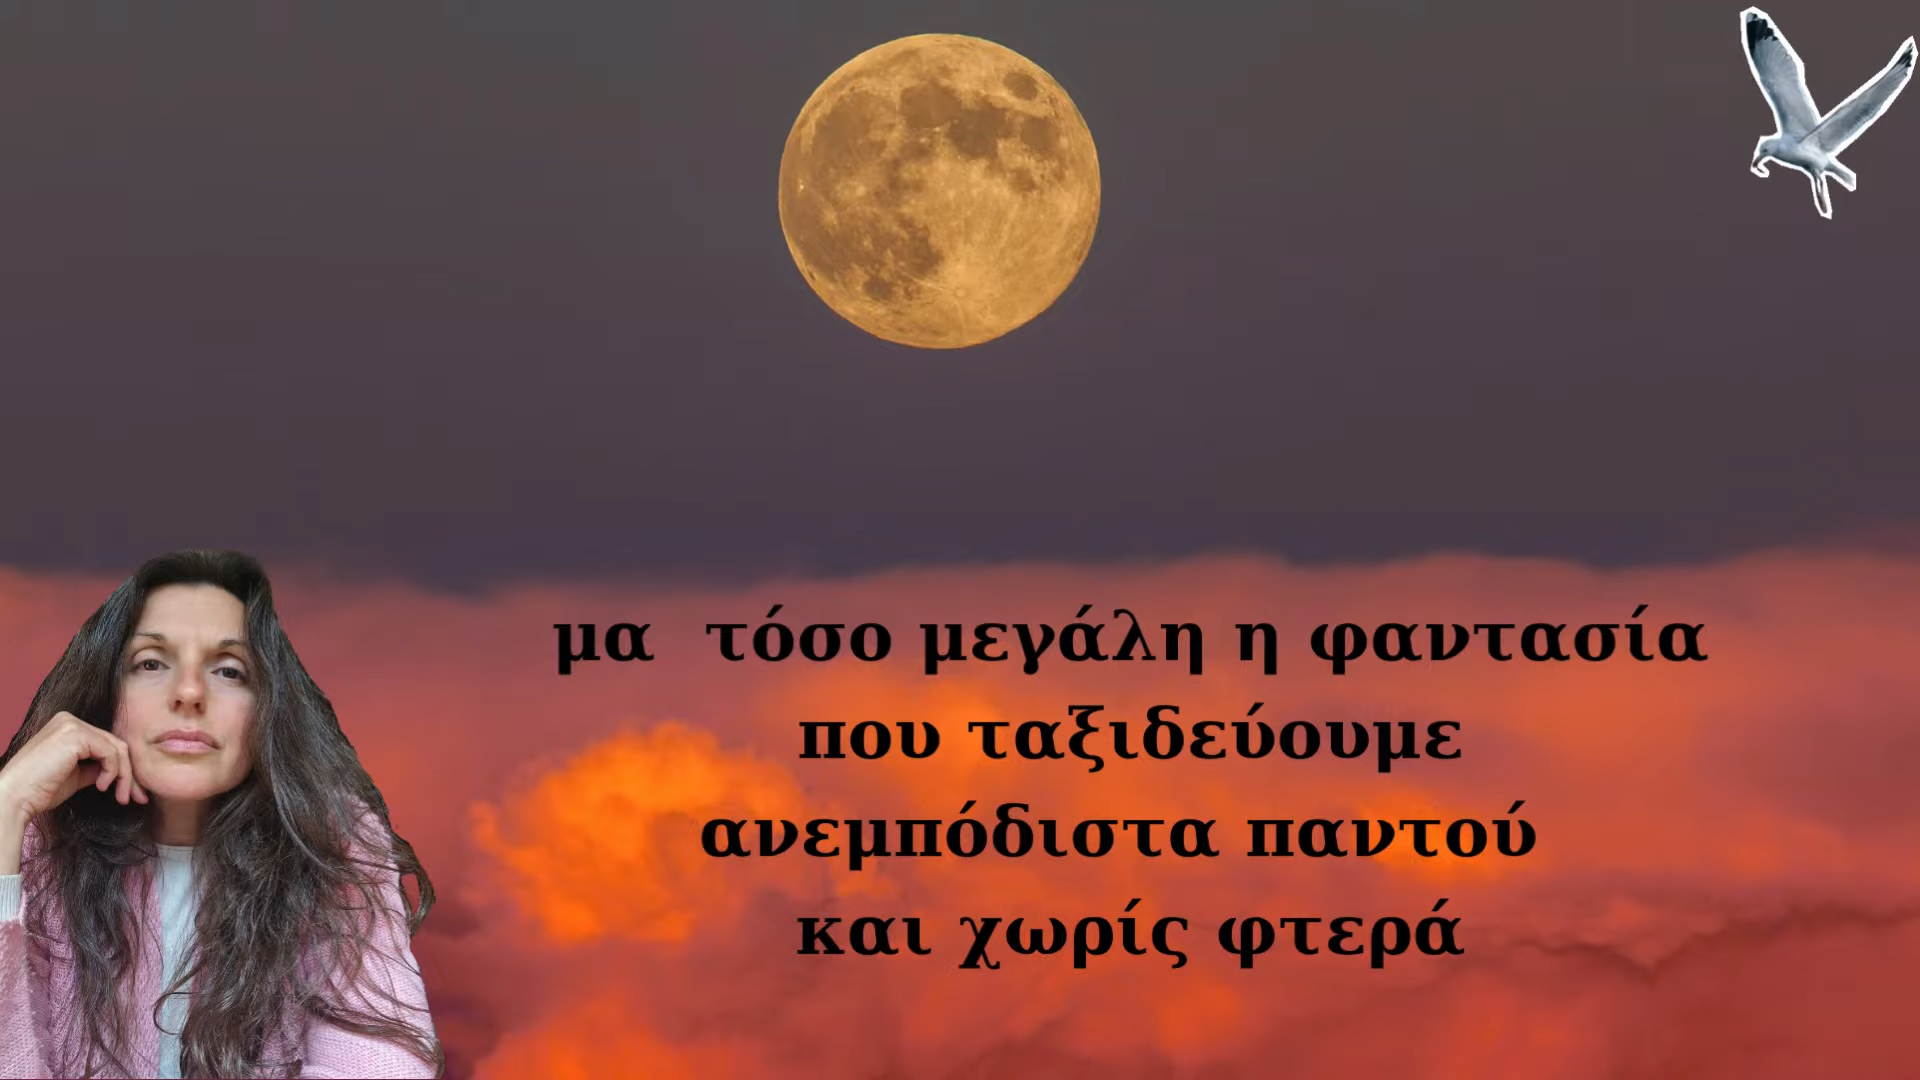 μα τόσο μεγάλη η φαντασία
που ταξιδεύουμε
ανεμπόδιστα παντού
και χωρίς φτερά